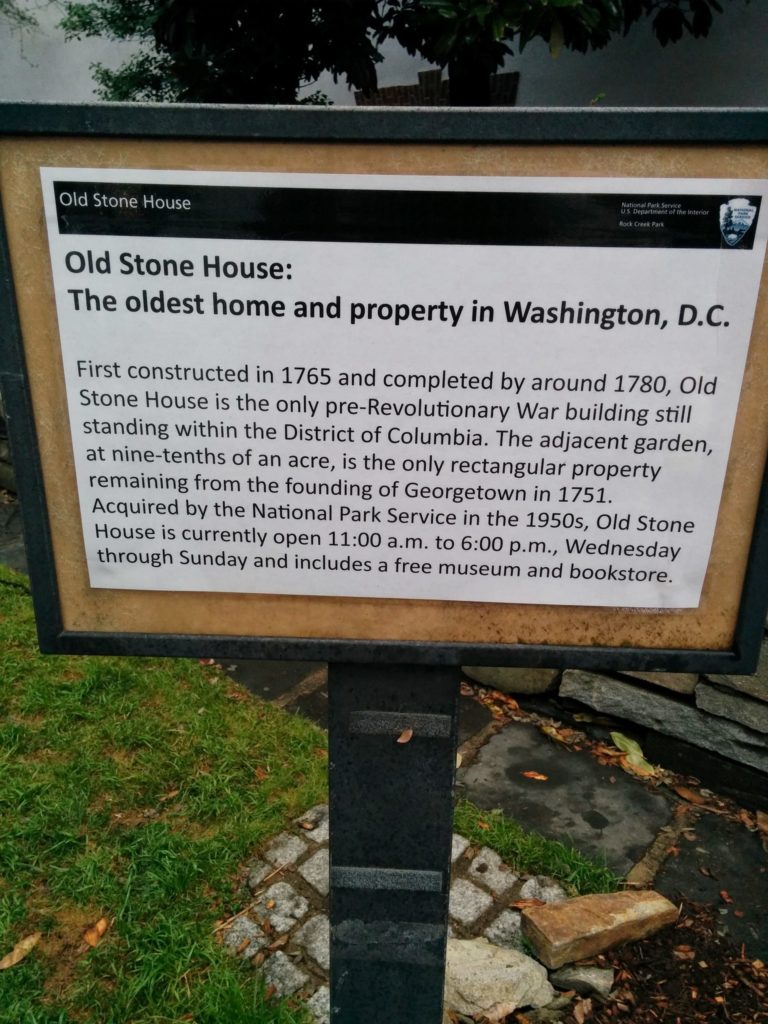 Old Stone House
National Park Service
U.S. Department of the Interior
Rock Creek Park
NATIONAL
PARK
SERVICE
Old Stone House:
The oldest home and property in Washington, D.C.
First constructed in 1765 and completed by around 1780, Old
Stone House is the only pre-Revolutionary War building still
standing within the District of Columbia. The adjacent garden,
at nine-tenths of an acre, is the only rectangular property
remaining from the founding of Georgetown in 1751.
Acquired by the National Park Service in the 1950s, Old Stone
House is currently open 11:00 a.m. to 6:00 p.m., Wednesday
through Sunday and includes a free museum and bookstore.